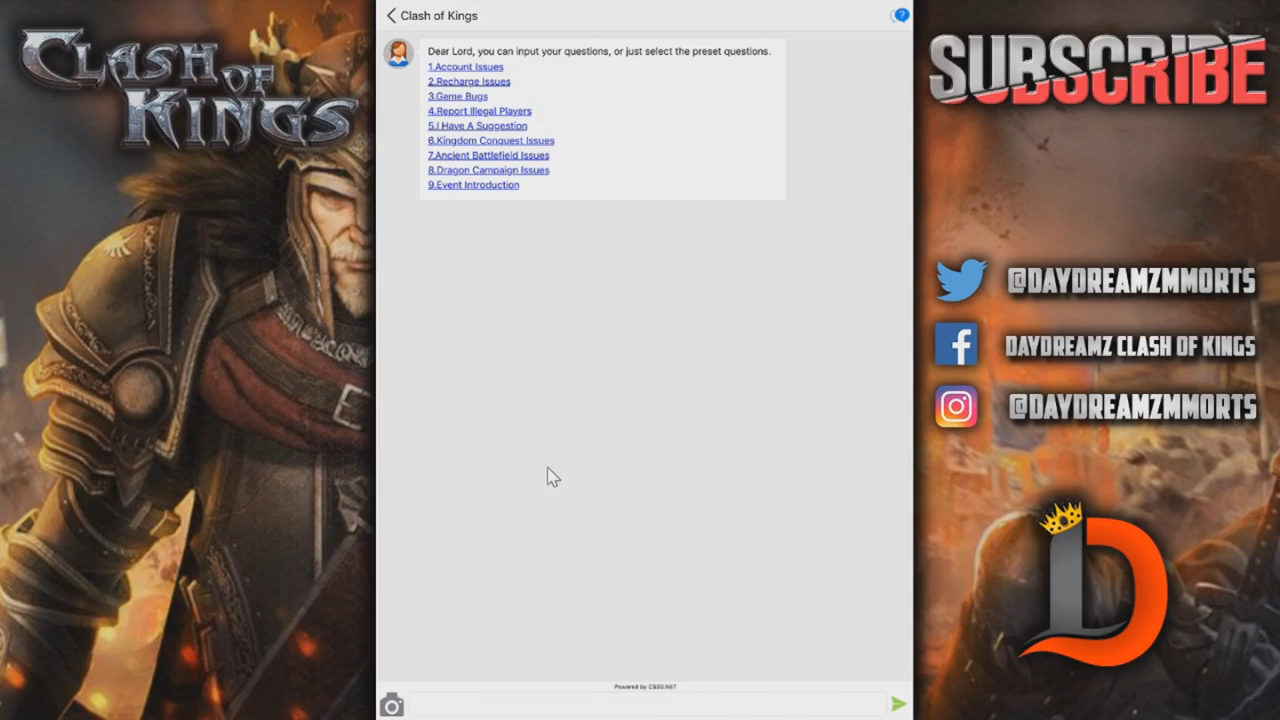 CLASH OF KINGS
Clash of Kings
?
Dear Lord, you can input your questions, or just select the preset questions.
1.Account Issues
2.Recharge Issues
3.Game Bugs
4.Report Illegal Players
5.I Have A Suggestion
6.Kingdom Conquest Issues
7.Ancient Battlefield Issues
8.Dragon Campaign Issues
9.Event Introduction
Powered by CS30.NET
SUBSCRIBE
@DAYDREAMZMMORTS
DAYDREAMZ CLASH OF KINGS
@DAYDREAMZMMORTS